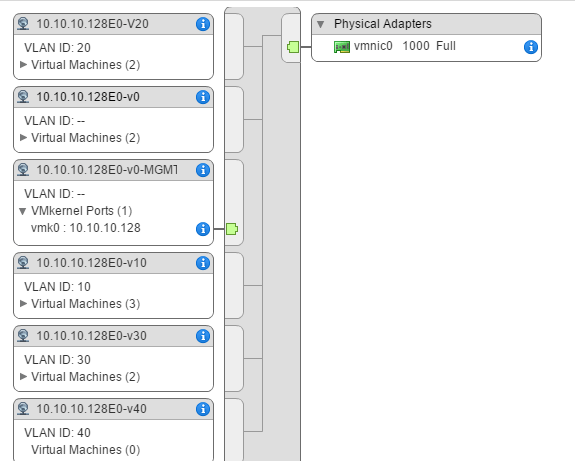 10.10.10.128E0-V20
VLAN ID: 20
Virtual Machines (2)
10.10.10.128E0-v0
VLAN ID: --
Virtual Machines (2)
10.10.10.128E0-v0-MGMT
VLAN ID: --
VMkernel Ports (1)
vmk0 : 10.10.10.128
10.10.10.128E0-v10
VLAN ID: 10
Virtual Machines (3)
10.10.10.128E0-v30
VLAN ID: 30
Virtual Machines (2)
10.10.10.128E0-v40
VLAN ID: 40
Virtual Machines (0)
Physical Adapters
vmnic0 1000 Full